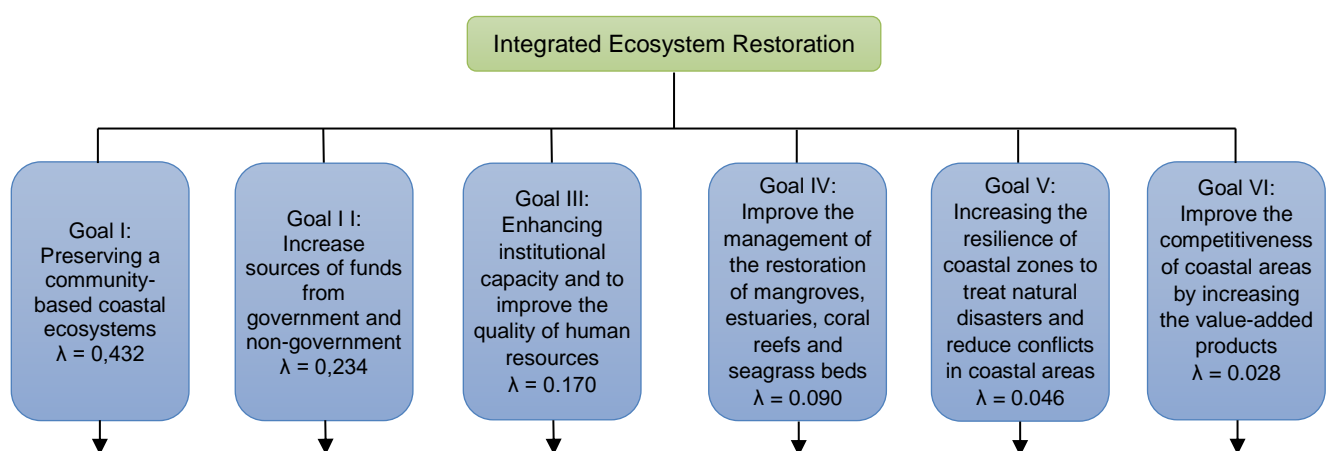 Integrated Ecosystem Restoration
Goal I:
Preserving a
community-
based coastal
ecosystems
λ = 0,432
Goal I I:
Increase
sources of funds
from
government and
non-government
λ = 0,234
Goal III:
Enhancing
institutional
capacity and to
improve the
quality of human
resources
λ = 0.170
Goal IV:
Improve the
management of
the restoration
of mangroves,
estuaries, coral
reefs and
seagrass beds
λ = 0.090
Goal V:
Increasing the
resilience of
coastal zones to
treat natural
disasters and
reduce conflicts
in coastal areas
λ = 0.046
Goal VI:
Improve the
competitiveness
of coastal areas
by increasing
the value-added
products
λ = 0.028